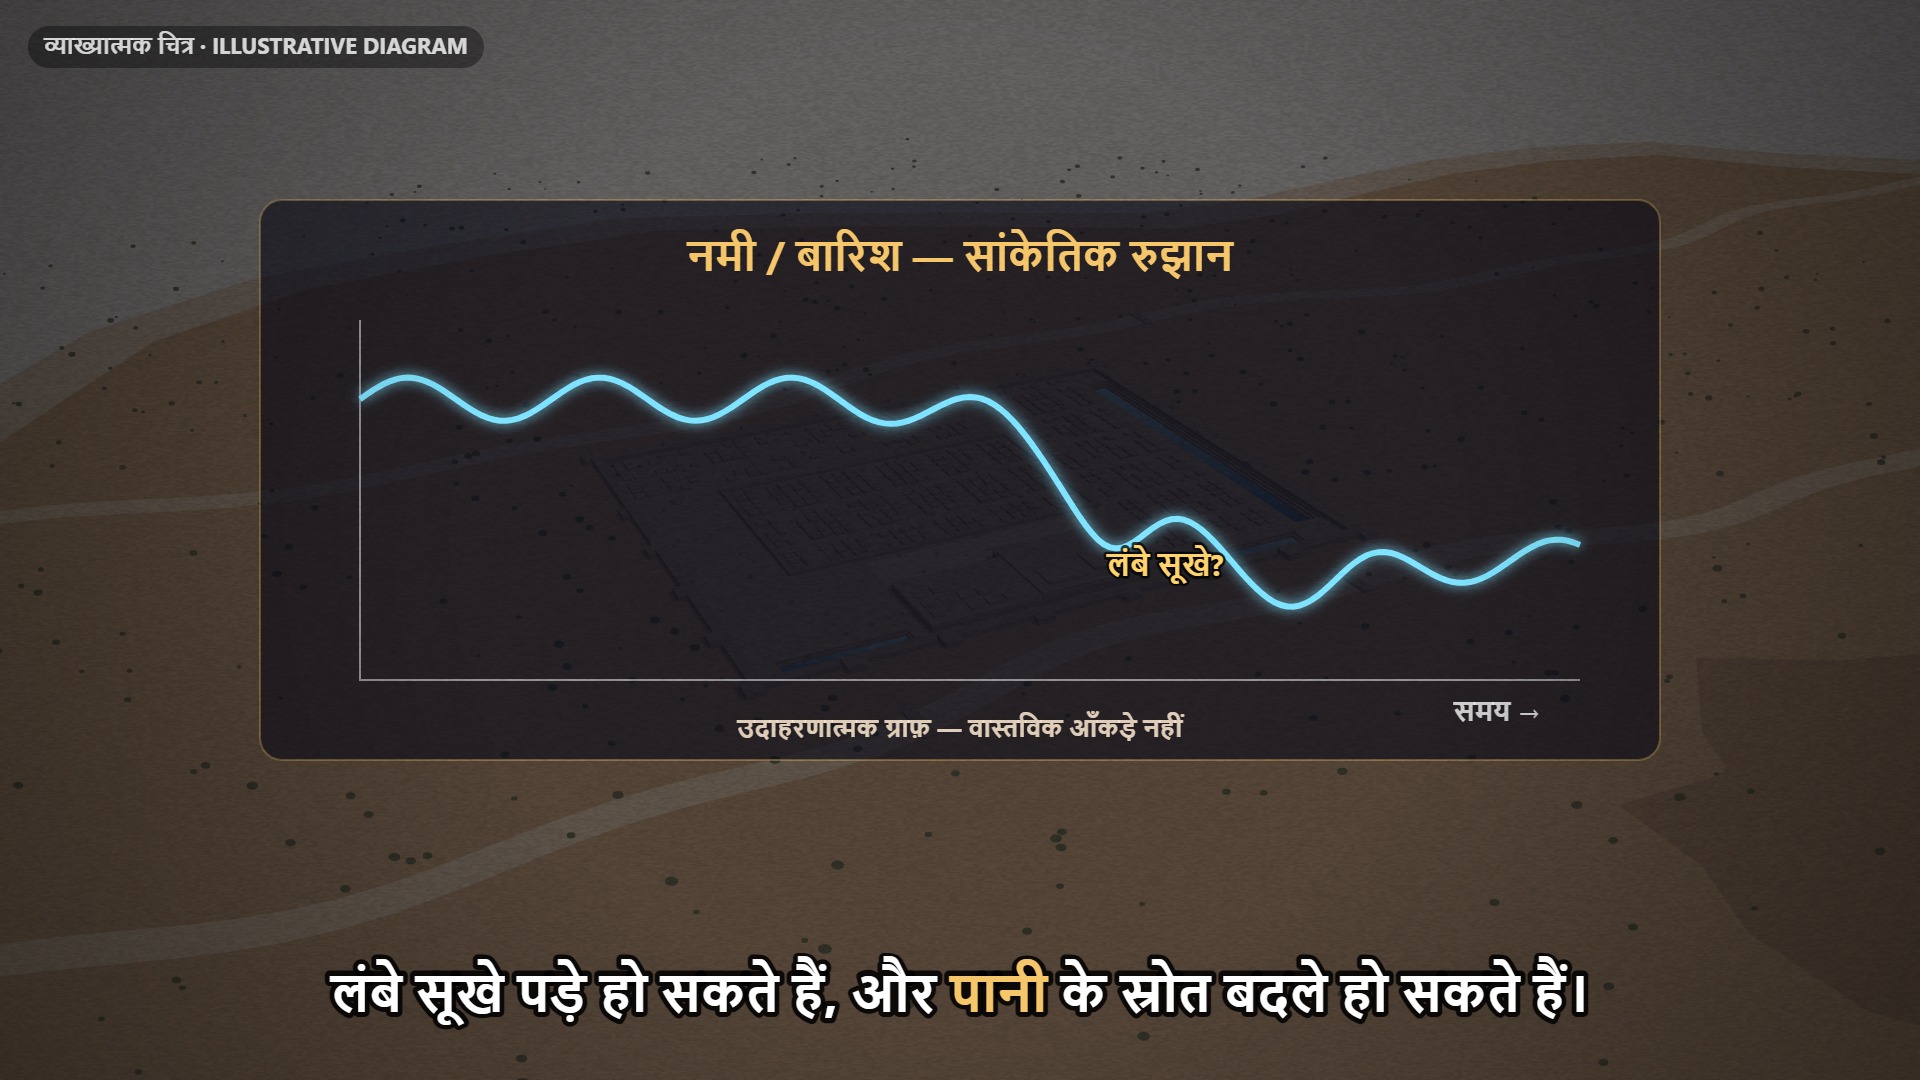 व्याख्यात्मक चित्र · ILLUSTRATIVE DIAGRAM
नमी / बारिश — सांकेतिक रुझान
लंबे सूखे?
समय →
उदाहरणात्मक ग्राफ़ — वास्तविक आँकड़े नहीं
लंबे सूखे पड़े हो सकते हैं, और पानी के स्रोत बदले हो सकते हैं।